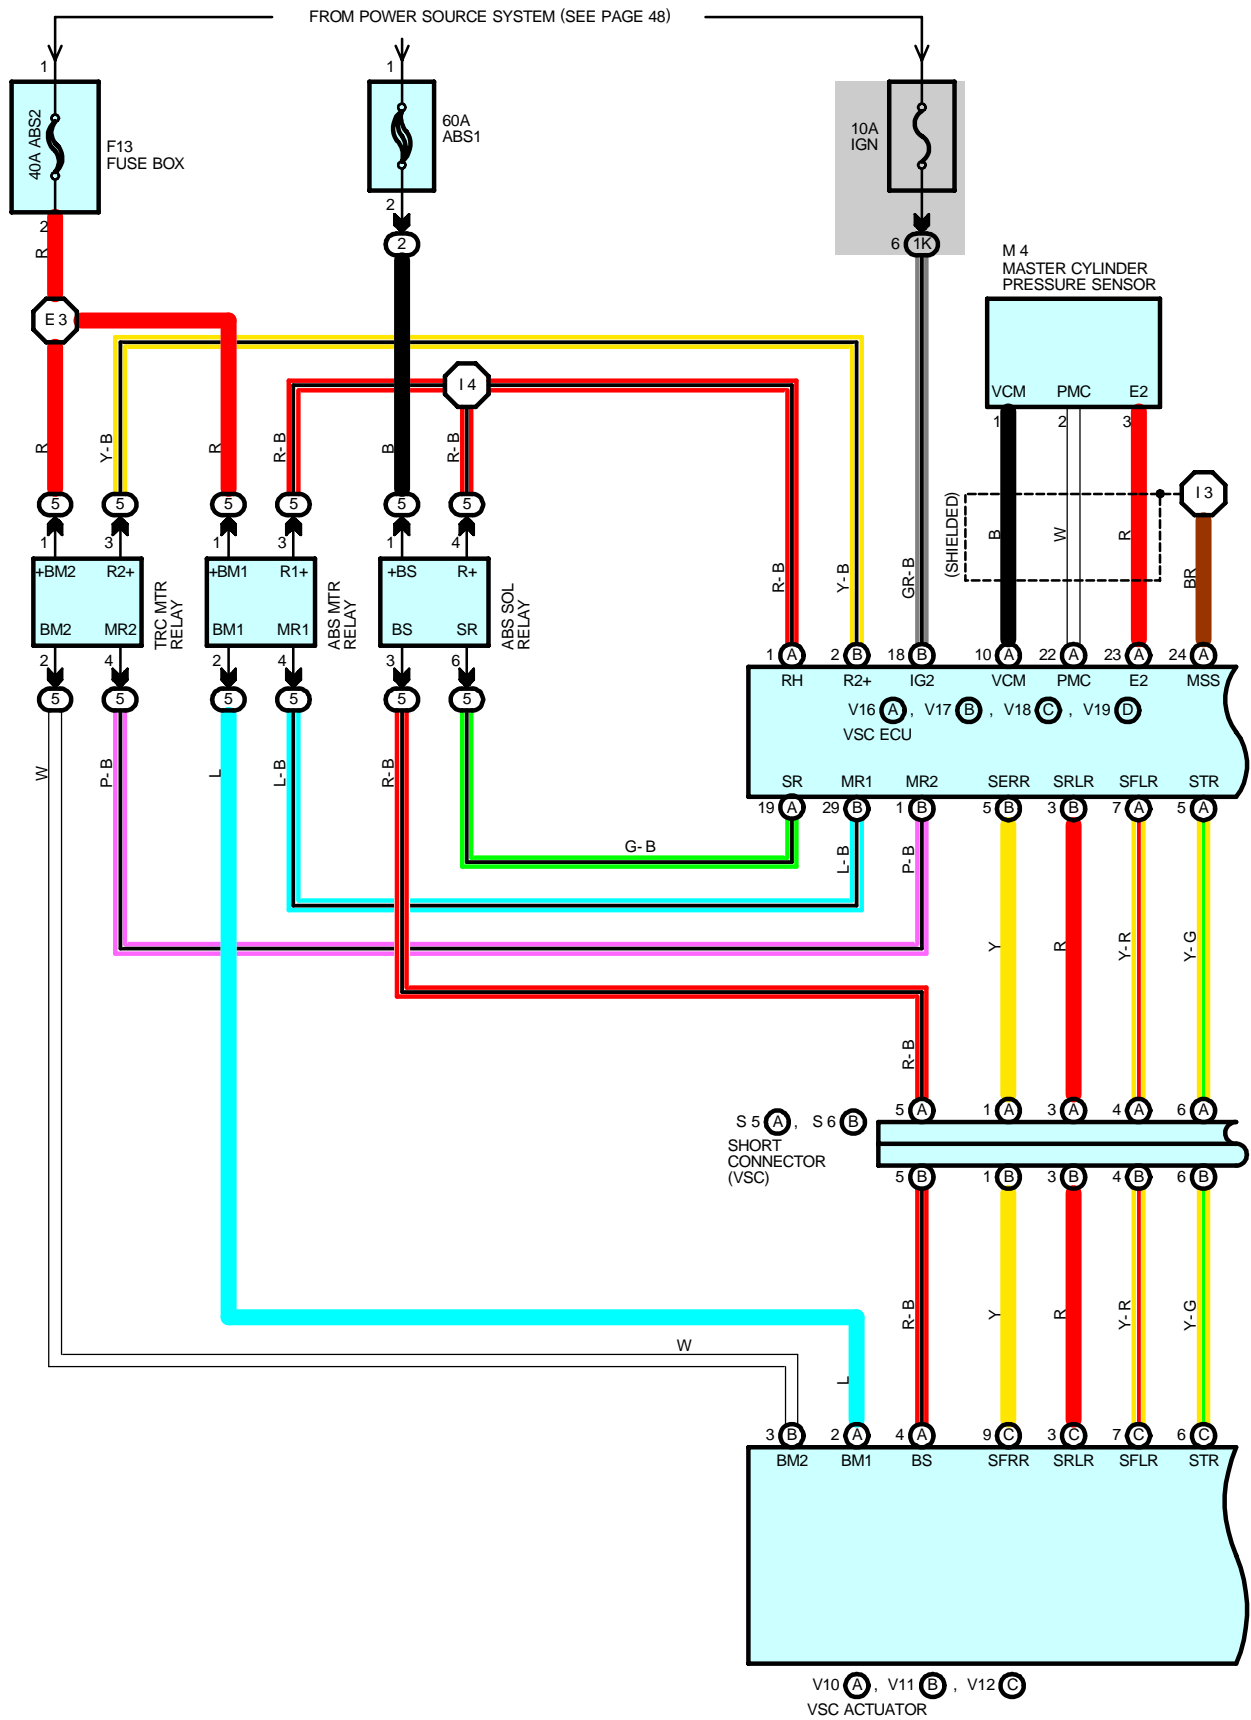 FROM POWER SOURCE SYSTEM (SEE PAGE 48)
1
1
40A ABS2
F13
FUSE BOX
60A
ABS1
10A
IGN
2
2
2
6 1K
R
E 3
M 4
MASTER CYLINDER
PRESSURE SENSOR
VCM PMC E2
1 2 3
I 4
R
Y-B
R
R-B
B
R-B
5 5 5 5 5 5
I 3
(SHIELDED)
B
W
R
BR
1 3 1 3 1 4
+BM2 R2+
BM2 MR2
TRC MTR
RELAY
+BM1 R1+
BM1 MR1
ABS MTR
RELAY
+BS R+
BS SR
ABS SOL
RELAY
R-B
Y-B
GR-B
2 4 2 4 3 6
5 5 5 5 5 5
1 A 2 B 18 B 10 A 22 A 23 A 24 A
RH R2+ IG2 VCM PMC E2 MSS
V16 A , V17 B , V18 C , V19 D
VSC ECU
SR MR1 MR2 SERR SRLR SFLR STR
19 A 29 B 1 B 5 B 3 B 7 A 5 A
W
P-B
L
L-B
R-B
G-B
L-B
P-B
Y
R
Y-R
Y-G
R-B
5 A 1 A 3 A 4 A 6 A
S 5 A , S 6 B
SHORT
CONNECTOR
(VSC)
5 B 1 B 3 B 4 B 6 B
R-B
Y
R
Y-R
Y-G
W
L
3 B 2 A 4 A 9 C 3 C 7 C 6 C
BM2 BM1 BS SFRR SRLR SFLR STR
V10 A , V11 B , V12 C
VSC ACTUATOR